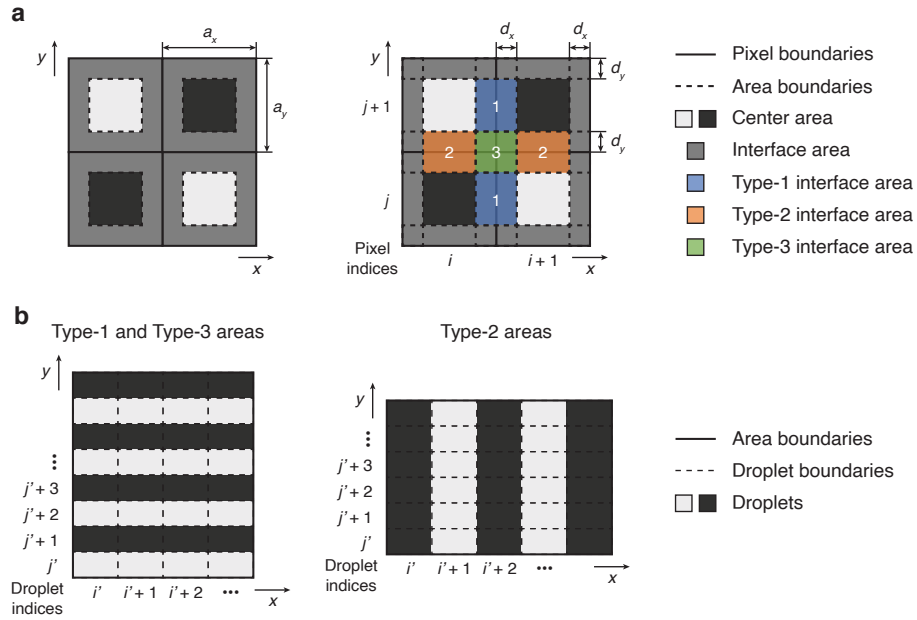 a
a_x
y
a_y
x
d_x
d_x
y
d_y
j + 1
1
d_y
2
3
2
j
1
Pixel
indices
i
i + 1
x
Pixel boundaries
Area boundaries
Center area
Interface area
Type-1 interface area
Type-2 interface area
Type-3 interface area
b
Type-1 and Type-3 areas
y
•••
j' + 3
j' + 2
j' + 1
j'
Droplet
indices
i'
i' + 1
i' + 2
•••
x
Type-2 areas
y
•••
j' + 3
j' + 2
j' + 1
j'
Droplet
indices
i'
i' + 1
i' + 2
•••
x
Area boundaries
Droplet boundaries
Droplets